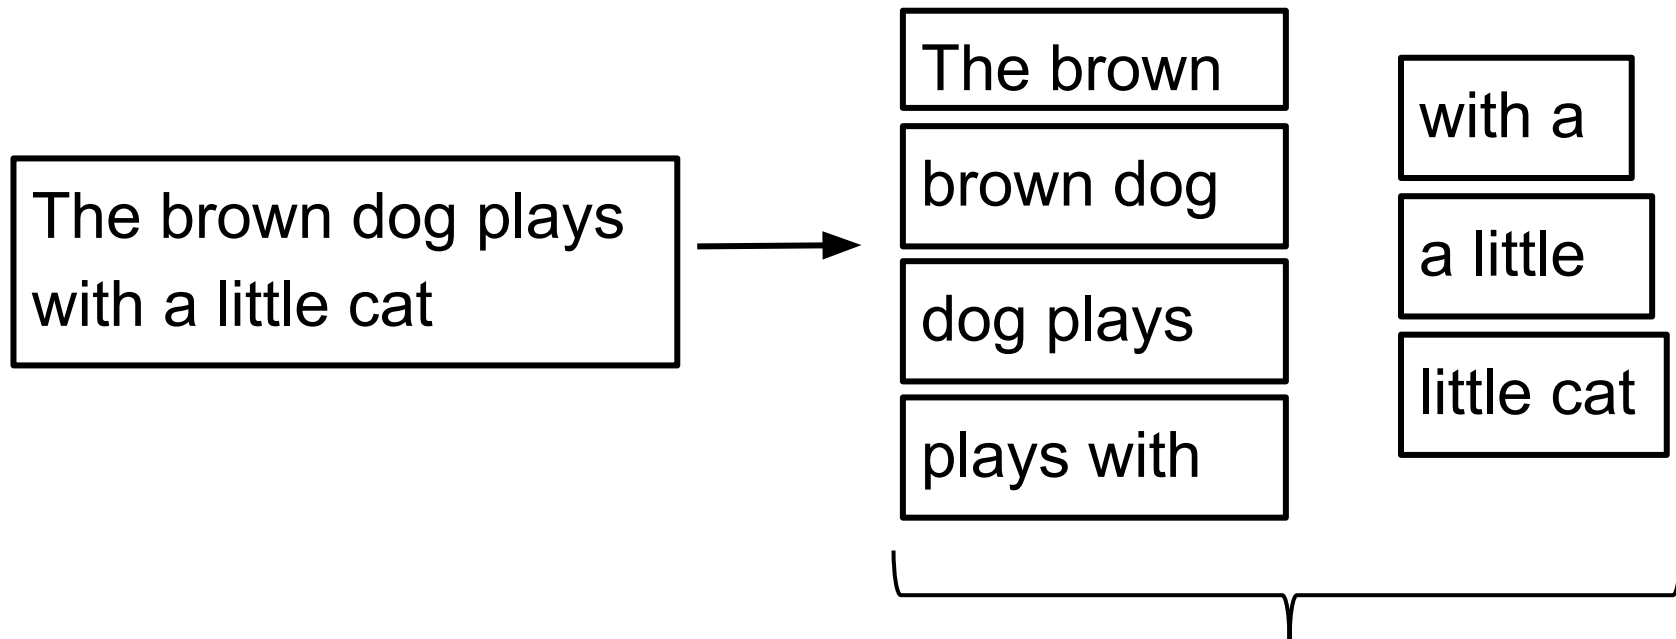 The brown dog plays
with a little cat
The brown
brown dog
dog plays
plays with
with a
a little
little cat